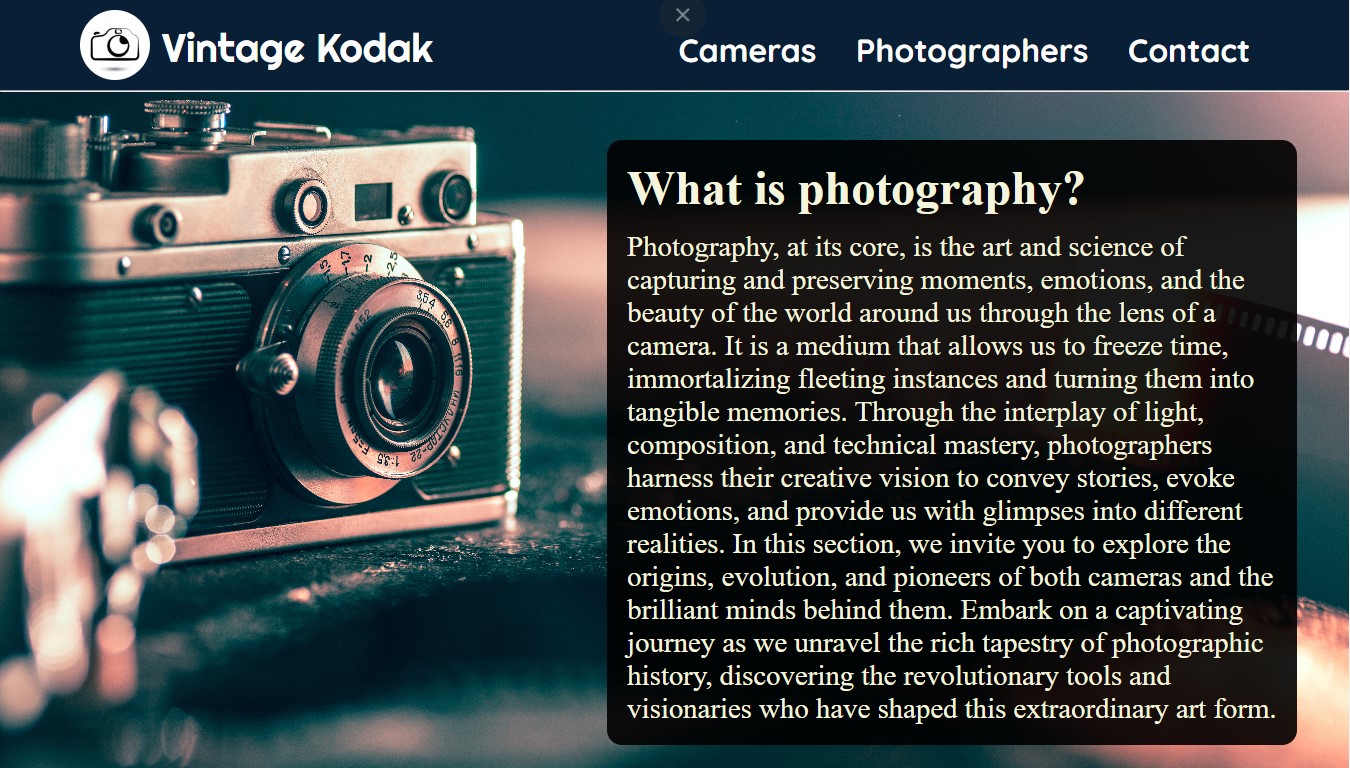 Vintage Kodak
Cameras Photographers Contact
What is photography?
Photography, at its core, is the art and science of
capturing and preserving moments, emotions, and the
beauty of the world around us through the lens of a
camera. It is a medium that allows us to freeze time,
immortalizing fleeting instances and turning them into
tangible memories. Through the interplay of light,
composition, and technical mastery, photographers
harness their creative vision to convey stories, evoke
emotions, and provide us with glimpses into different
realities. In this section, we invite you to explore the
origins, evolution, and pioneers of both cameras and the
brilliant minds behind them. Embark on a captivating
journey as we unravel the rich tapestry of photographic
history, discovering the revolutionary tools and
visionaries who have shaped this extraordinary art form.
1:3,5